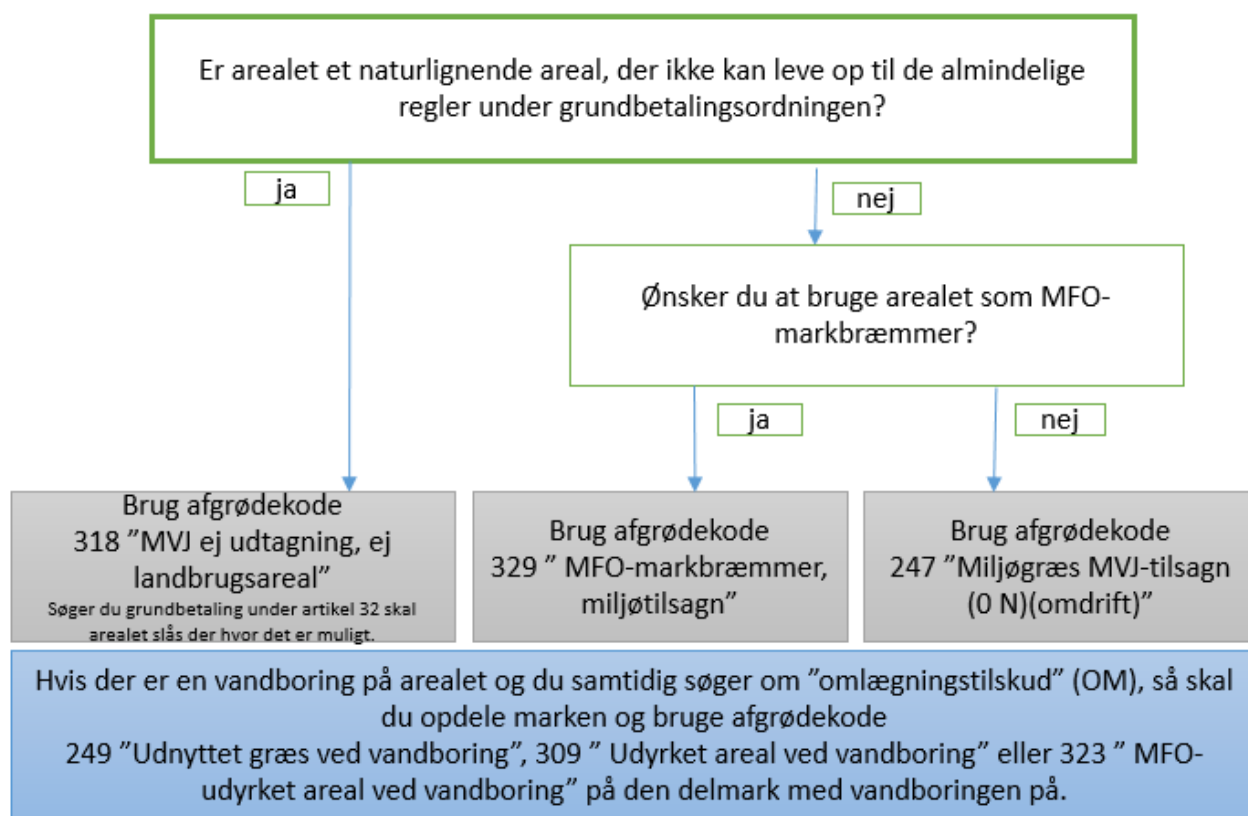 Er arealet et naturlignende areal, der ikke kan leve op til de almindelige
regler under grundbetalingsordningen?
ja
nej
Ønsker du at bruge arealet som MFO-
markbræmmer?
ja
nej
Brug afgrødekode
318 ”MVJ ej udtagning, ej
landbrugsareal”
Søger du grundbetaling under artikel 32 skal
arealet slås der hvor det er muligt.
Brug afgrødekode
329 ” MFO-markbræmmer,
miljøtilsagn”
Brug afgrødekode
247 ”Miljøgræs MVJ-tilsagn
(0 N)(omdrift)”
Hvis der er en vandboring på arealet og du samtidig søger om ”omlægningstilskud” (OM), så skal
du opdele marken og bruge afgrødekode
249 ”Udnyttet græs ved vandboring”, 309 ” Udyrket areal ved vandboring” eller 323 ” MFO-
udyrket areal ved vandboring” på den delmark med vandboringen på.